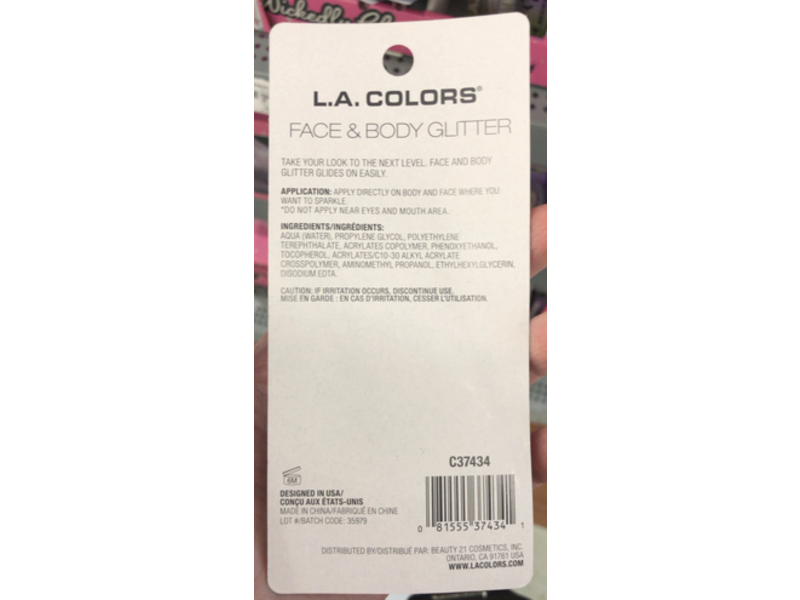 Wickedly
L.A. COLORS®
FACE & BODY GLITTER
TAKE YOUR LOOK TO THE NEXT LEVEL. FACE AND BODY
GLITTER GLIDES ON EASILY.
APPLICATION: APPLY DIRECTLY ON BODY AND FACE WHERE YOU
WANT TO SPARKLE.
*DO NOT APPLY NEAR EYES AND MOUTH AREA.
INGREDIENTS/INGRÉDIENTS:
AQUA (WATER), PROPYLENE GLYCOL, POLYETHYLENE
TEREPHTHALATE, ACRYLATES COPOLYMER, PHENOXYETHANOL,
TOCOPHEROL, ACRYLATES/C10-30 ALKYL ACRYLATE
CROSSPOLYMER, AMINOMETHYL PROPANOL, ETHYLHEXYLGLYCERIN,
DISODIUM EDTA.
CAUTION: IF IRRITATION OCCURS, DISCONTINUE USE.
MISE EN GARDE : EN CAS D'IRRITATION, CESSER L'UTILISATION.
C37434
6M
DESIGNED IN USA/
CONÇU AUX ÉTATS-UNIS
MADE IN CHINA/FABRIQUÉ EN CHINE
LOT #/BATCH CODE: 35979
0 81555 37434 1
DISTRIBUTED BY/DISTRIBUÉ PAR: BEAUTY 21 COSMETICS, INC.
ONTARIO, CA 91761 USA
WWW.LACOLORS.COM